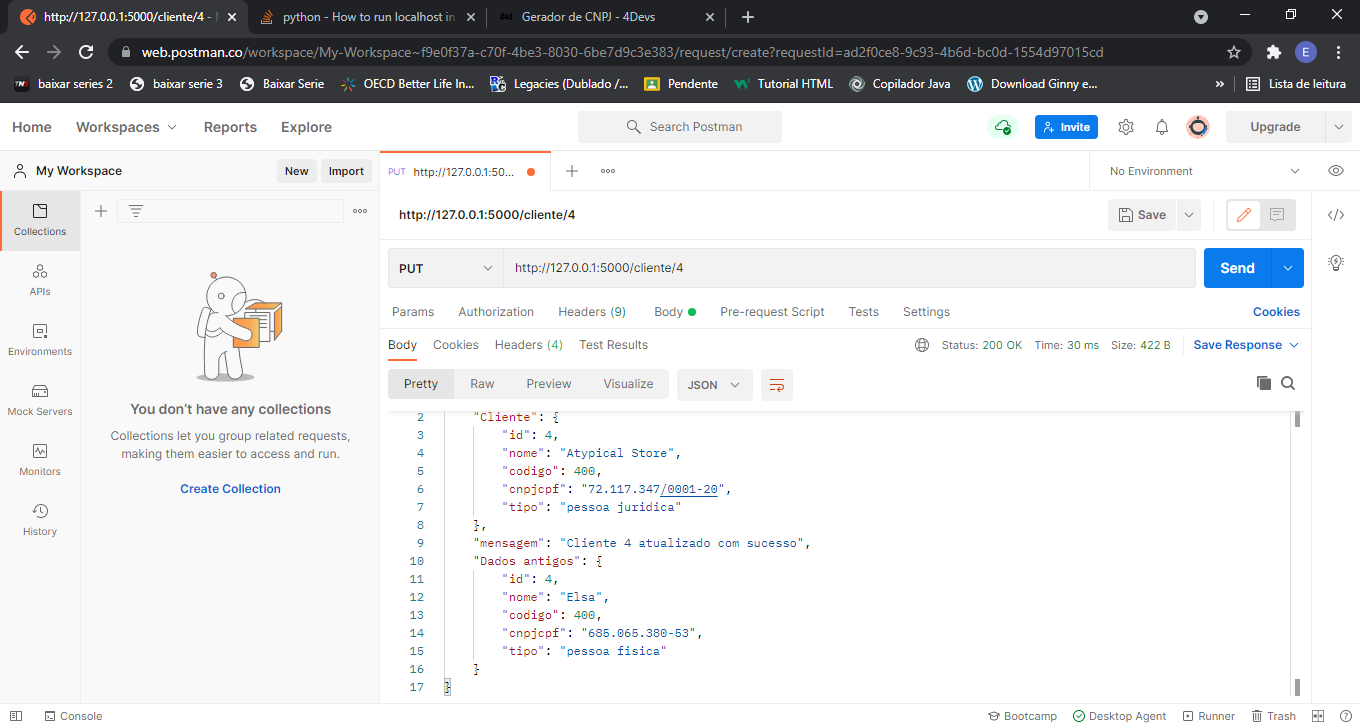 http://127.0.0.1:5000/cliente/4 -
python - How to run localhost in
Gerador de CNPJ - 4Devs
web.postman.co/workspace/My-Workspace~f9e0f37a-c70f-4be3-8030-6be7d9c3e383/request/create?requestId=ad2f0ce8-9c93-4b6d-bc0d-1554d97015cd
E
baixar series 2
baixar serie 3
Baixar Serie
OECD Better Life In...
Legacies (Dublado /...
Pendente
Tutorial HTML
Copilador Java
Download Ginny e...
»
Lista de leitura
Home
Workspaces
Reports
Explore
Search Postman
Invite
Upgrade
My Workspace
New
Import
PUT http://127.0.0.1:50...
No Environment
Collections
APIs
Environments
Mock Servers
Monitors
History
You don't have any collections
Collections let you group related requests,
making them easier to access and run.
Create Collection
http://127.0.0.1:5000/cliente/4
Save
PUT
http://127.0.0.1:5000/cliente/4
Send
Params
Authorization
Headers (9)
Body
Pre-request Script
Tests
Settings
Cookies
Body
Cookies
Headers (4)
Test Results
Status: 200 OK
Time: 30 ms
Size: 422 B
Save Response
Pretty
Raw
Preview
Visualize
JSON
2 "Cliente": {
3 "id": 4,
4 "nome": "Atypical Store",
5 "codigo": 400,
6 "cnpjcpf": "72.117.347/0001-20",
7 "tipo": "pessoa juridica"
8 },
9 "mensagem": "Cliente 4 atualizado com sucesso",
10 "Dados antigos": {
11 "id": 4,
12 "nome": "Elsa",
13 "codigo": 400,
14 "cnpjcpf": "685.065.380-53",
15 "tipo": "pessoa fisica"
16 }
17 }
Console
Bootcamp
Desktop Agent
Runner
Trash